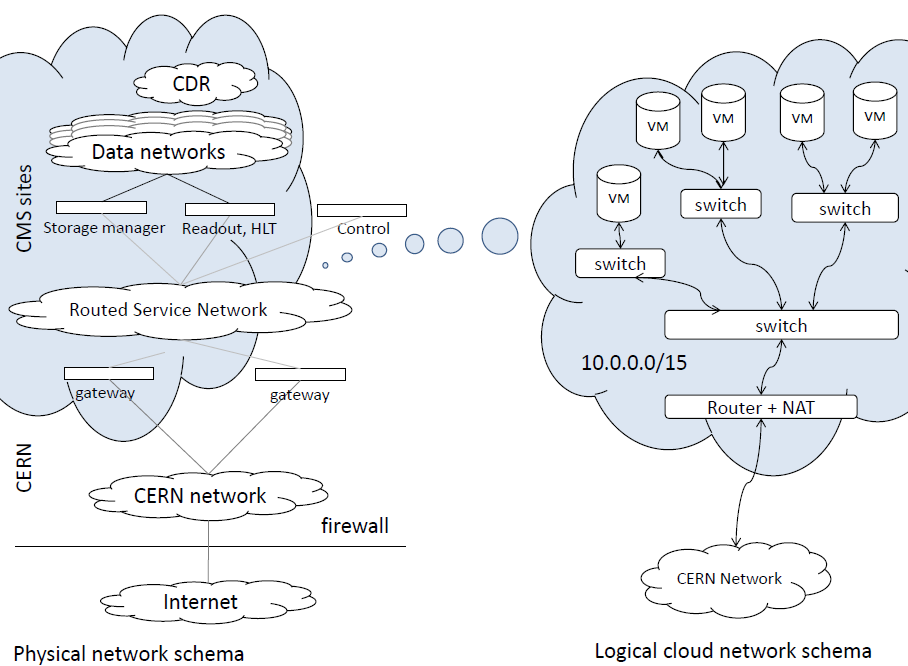 CDR
Data networks
CMS sites
Storage manager
Readout, HLT
Control
Routed Service Network
gateway
gateway
CERN
CERN network
firewall
Internet
Physical network schema
VM
VM
VM
VM
VM
switch
switch
switch
switch
10.0.0.0/15
Router + NAT
CERN Network
Logical cloud network schema